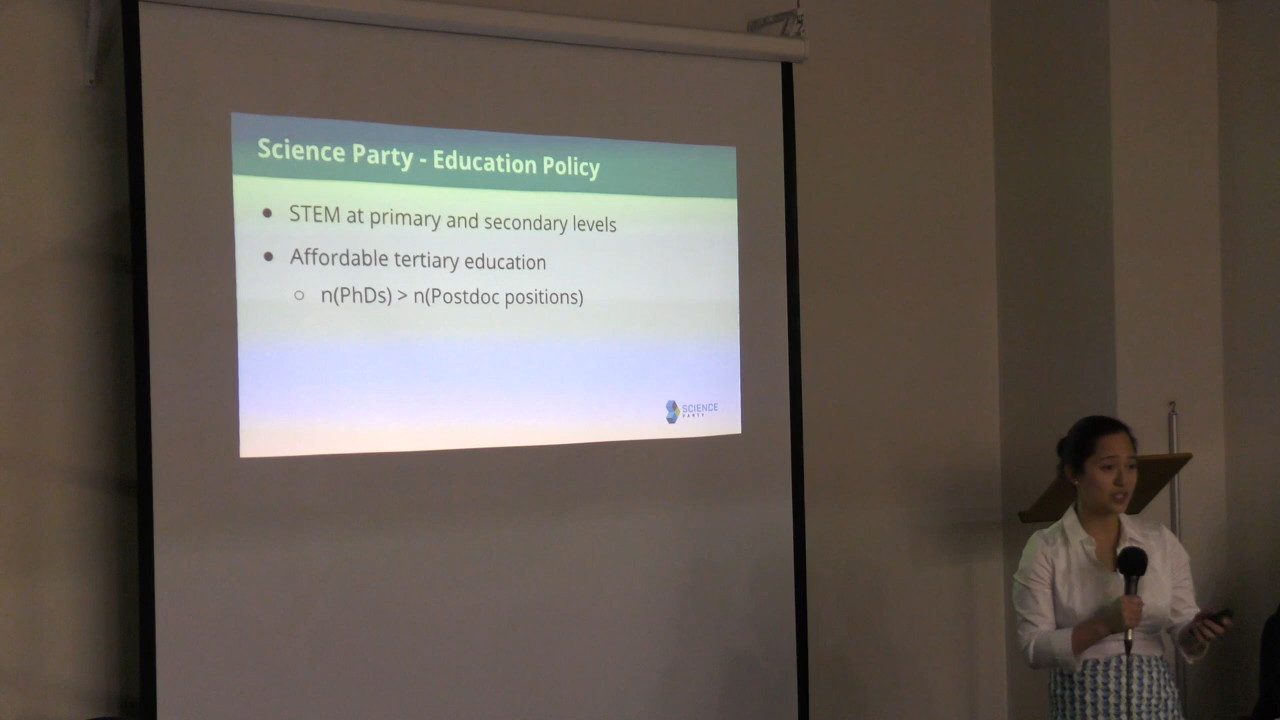 Science Party - Education Policy
• STEM at primary and secondary levels
• Affordable tertiary education
○ n(PhDs) > n(Postdoc positions)
SCIENCE
PARTY